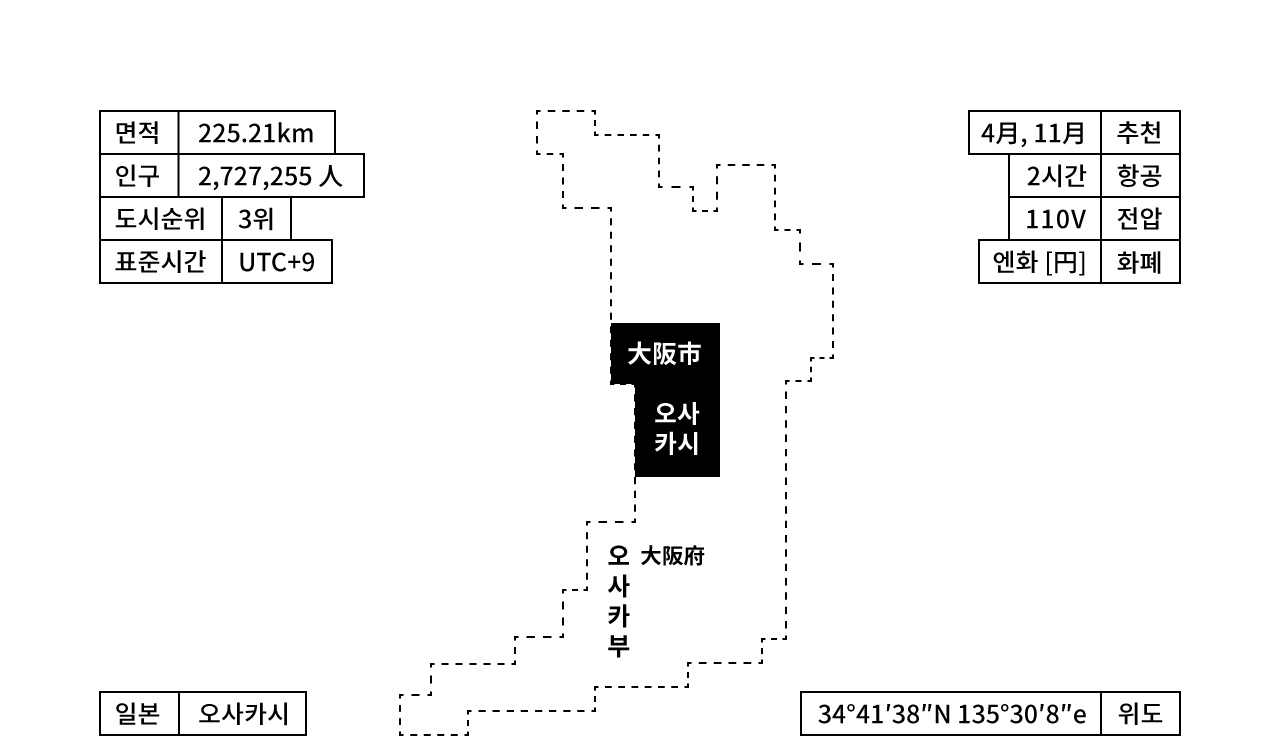 면적 225.21km
인구 2,727,255 人
도시순위 3위
표준시간 UTC+9
4月, 11月 추천
2시간 항공
110V 전압
엔화 [円] 화폐
大阪市
오사
카시
오사카부
大阪府
일본 오사카시
34°41′38″N 135°30′8″e 위도